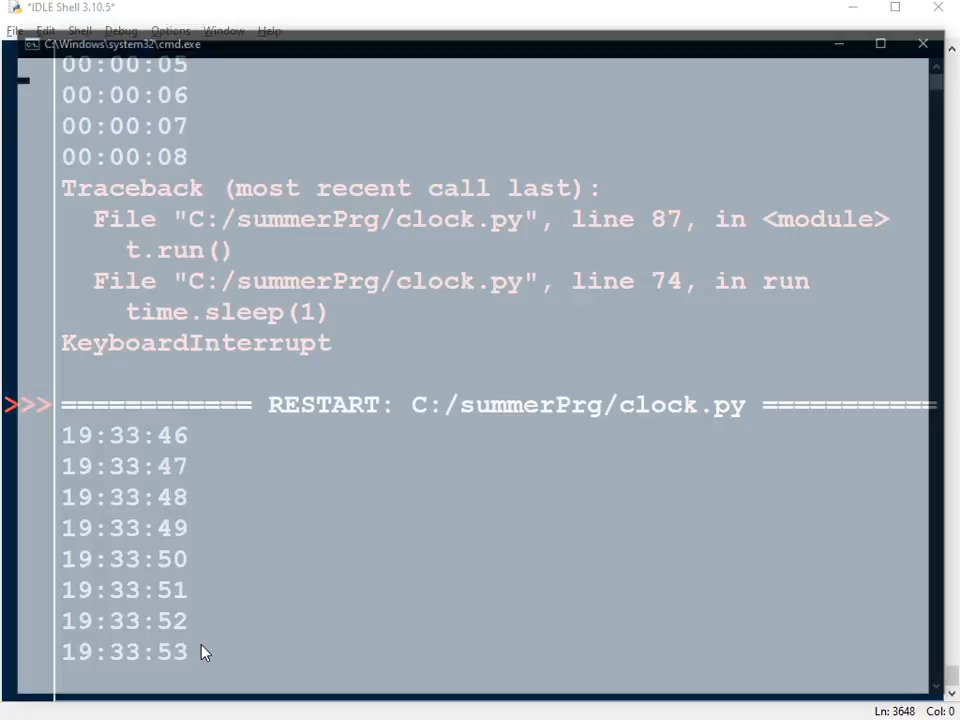 *IDLE Shell 3.10.5*
File Edit Shell Debug Options Window Help
C:\Windows\system32\cmd.exe
00:00:05
00:00:06
00:00:07
00:00:08
Traceback (most recent call last):
  File "C:/summerPrg/clock.py", line 87, in <module>
    t.run()
  File "C:/summerPrg/clock.py", line 74, in run
    time.sleep(1)
KeyboardInterrupt
>>> ============ RESTART: C:/summerPrg/clock.py ===========
19:33:46
19:33:47
19:33:48
19:33:49
19:33:50
19:33:51
19:33:52
19:33:53
Ln: 3648 Col: 0